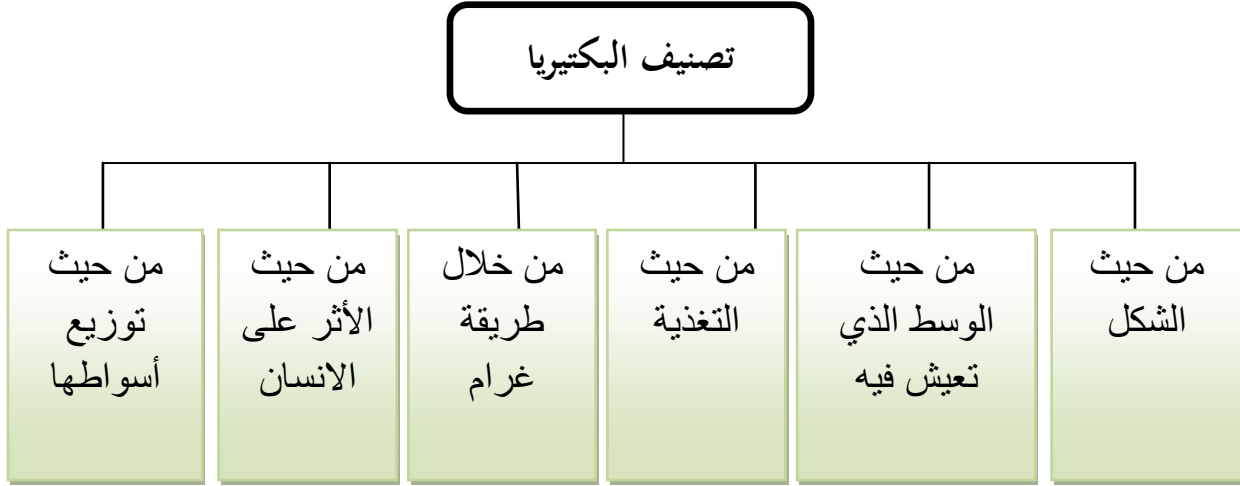 تصنيف البكتيريا
من حيث
الشكل
من حيث
الوسط الذي
تعيش فيه
من حيث
التغذية
من خلال
طريقة
غرام
من حيث
الأثر على
الانسان
من حيث
توزيع
أسواطها